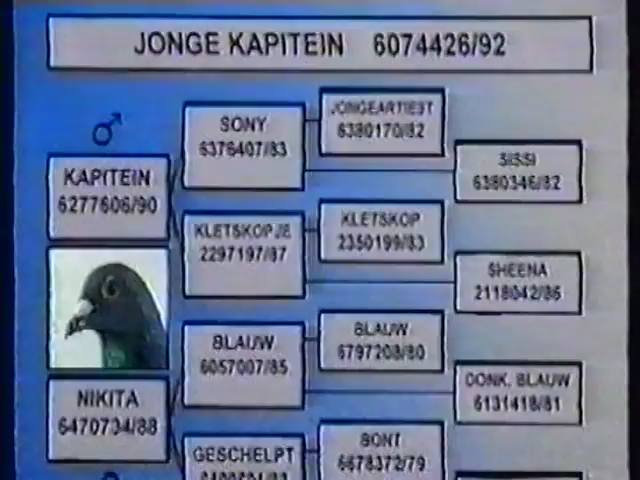 JONGE KAPITEIN 6074426/92
KAPITEIN
6277606/90
SONY
6376407/83
JONGEARTIEST
6380170/82
SISSI
6380346/82
KLETSKOPJE
2297197/87
KLETSKOP
2350199/83
SHEENA
2118042/86
NIKITA
6470734/88
BLAUW
6057007/85
BLAUW
6797208/80
DONK. BLAUW
6131418/81
GESCHELPT
BONT
6678372/79